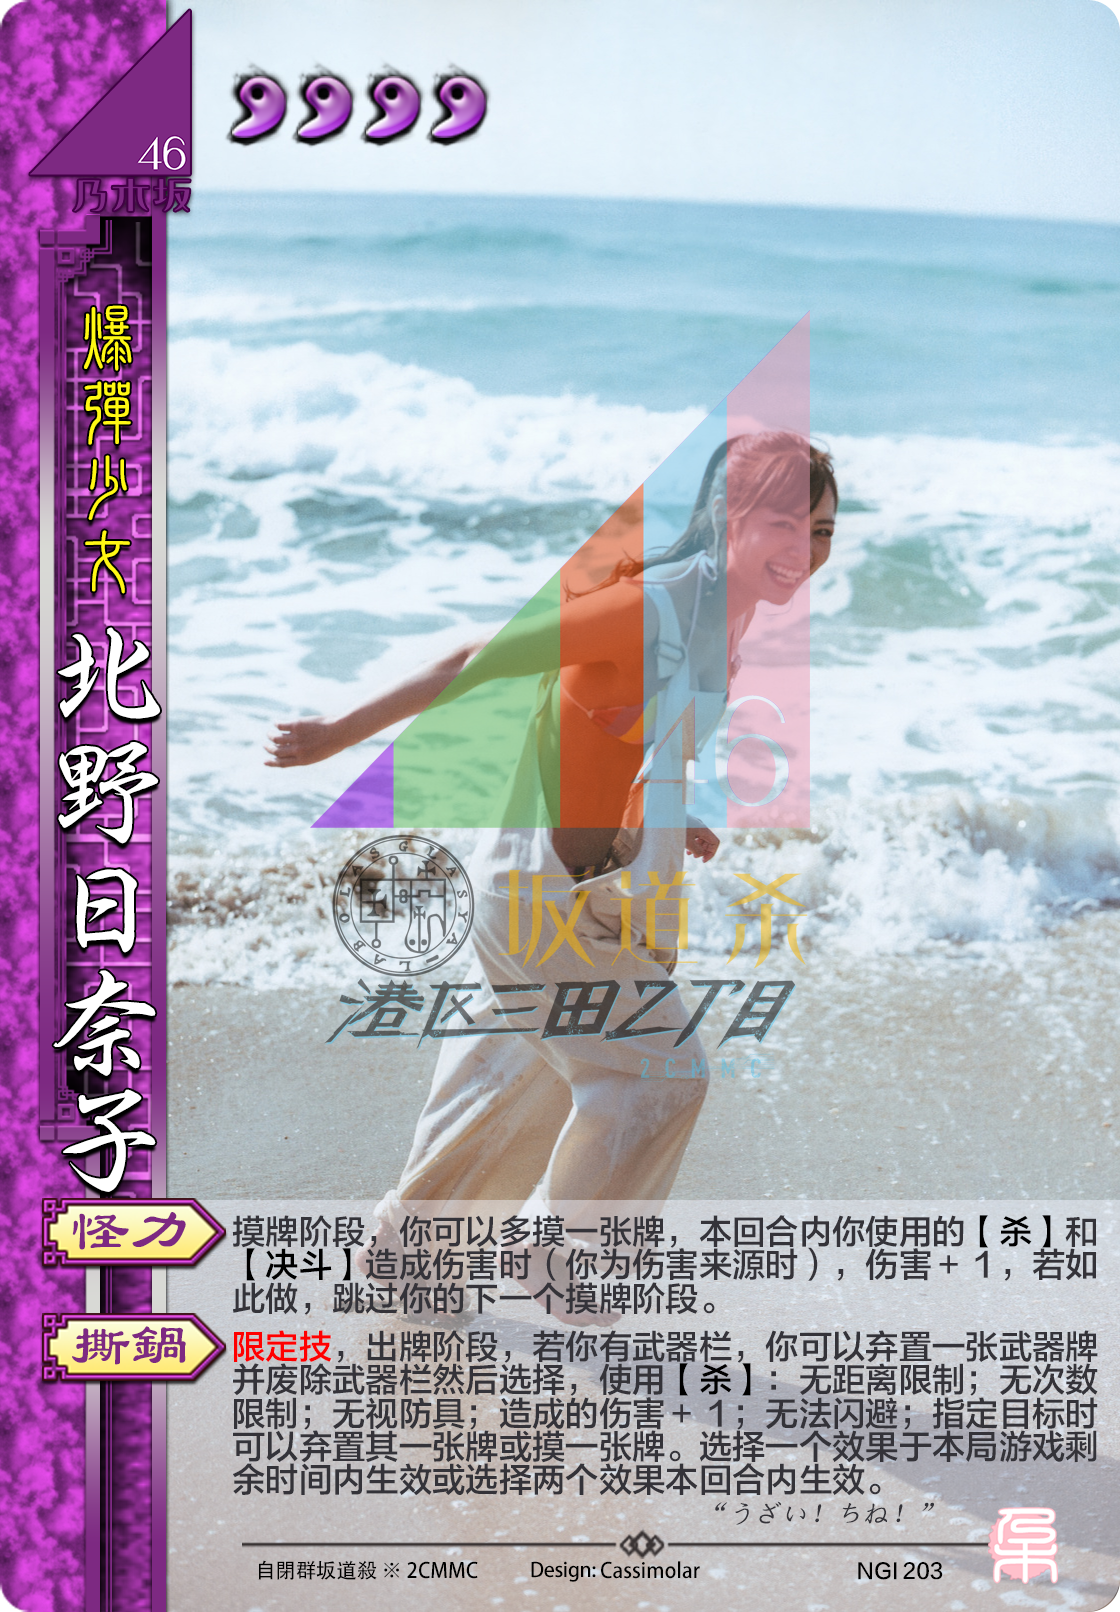 46
乃木坂
爆彈少女
北野日奈子
46
LABOLAS GLASYA
坂道杀
港区三田2丁目
2CMMC
怪力
摸牌阶段，你可以多摸一张牌，本回合内你使用的【杀】和
【决斗】造成伤害时（你为伤害来源时），伤害＋１，若如
此做，跳过你的下一个摸牌阶段。
撕鍋
限定技，出牌阶段，若你有武器栏，你可以弃置一张武器牌
并废除武器栏然后选择，使用【杀】：无距离限制；无次数
限制；无视防具；造成的伤害＋１；无法闪避；指定目标时
可以弃置其一张牌或摸一张牌。选择一个效果于本局游戏剩
余时间内生效或选择两个效果本回合内生效。
“うざい！ちね！”
自閉群坂道殺 ※ 2CMMC
Design: Cassimolar
NGI 203